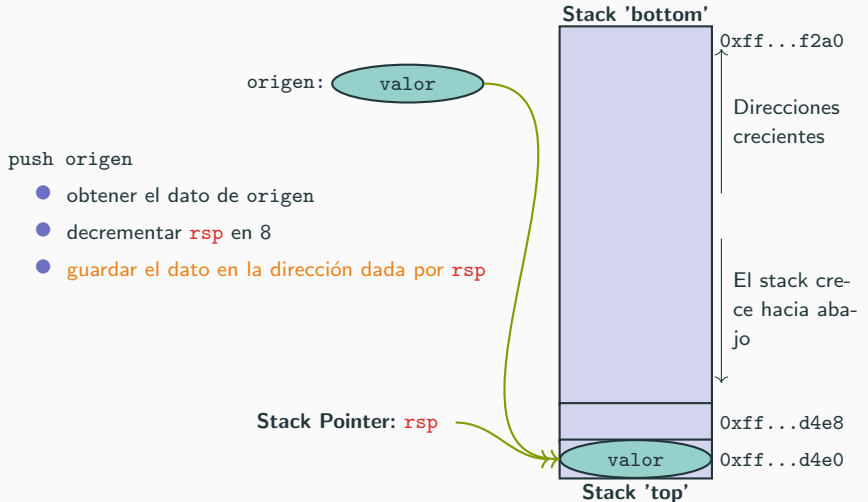 Stack 'bottom'
0xff...f2a0
origen: valor
Direcciones
crecientes
push origen
obtener el dato de origen
decrementar rsp en 8
guardar el dato en la dirección dada por rsp
El stack cre-
ce hacia aba-
jo
Stack Pointer: rsp
0xff...d4e8
valor
0xff...d4e0
Stack 'top'